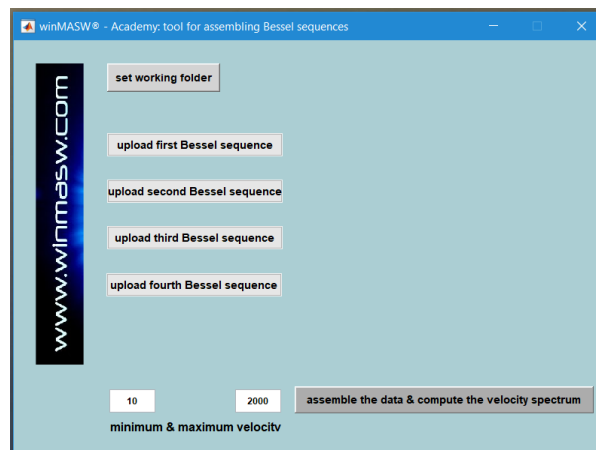 winMASW® - Academy: tool for assembling Bessel sequences
www.winmasw.com
set working folder
upload first Bessel sequence
upload second Bessel sequence
upload third Bessel sequence
upload fourth Bessel sequence
10 2000 assemble the data & compute the velocity spectrum
minimum & maximum velocity